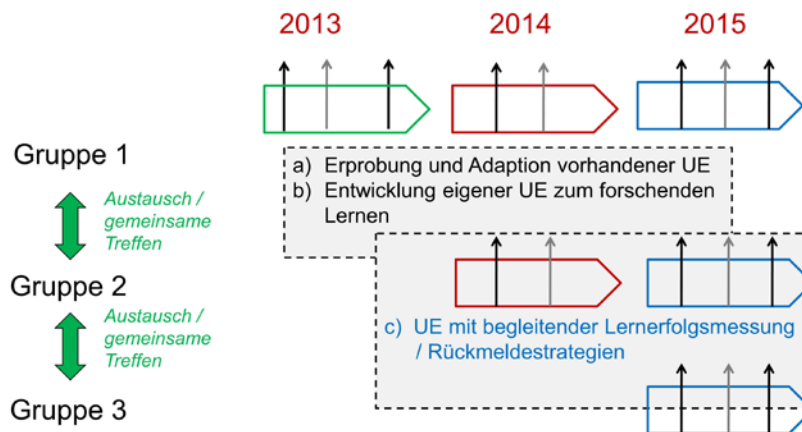 2013 2014 2015
Gruppe 1
a) Erprobung und Adaption vorhandener UE
b) Entwicklung eigener UE zum forschenden
Lernen
Austausch /
gemeinsame
Treffen
Gruppe 2
c) UE mit begleitender Lernerfolgsmessung
/ Rückmeldestrategien
Austausch /
gemeinsame
Treffen
Gruppe 3